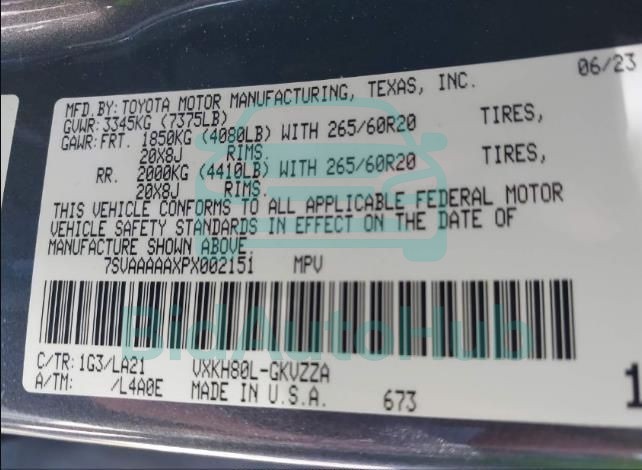 06/23
MFD.BY:TOYOTA MOTOR MANUFACTURING, TEXAS, INC.
GVWR:3345KG (7375LB)
GAWR:FRT. 1850KG (4080LB) WITH 265/60R20 TIRES,
20X8J RIMS.
RR. 2000KG (4410LB) WITH 265/60R20 TIRES,
20X8J RIMS.
THIS VEHICLE CONFORMS TO ALL APPLICABLE FEDERAL MOTOR
VEHICLE SAFETY STANDARDS IN EFFECT ON THE DATE OF
MANUFACTURE SHOWN ABOVE.
7SVAAAAAXPX002151 MPV
BidAutoHub
C/TR:1G3/LA21 VXKH80L-GKVZZA
A/TM: /L4A0E MADE IN U.S.A. 673
1